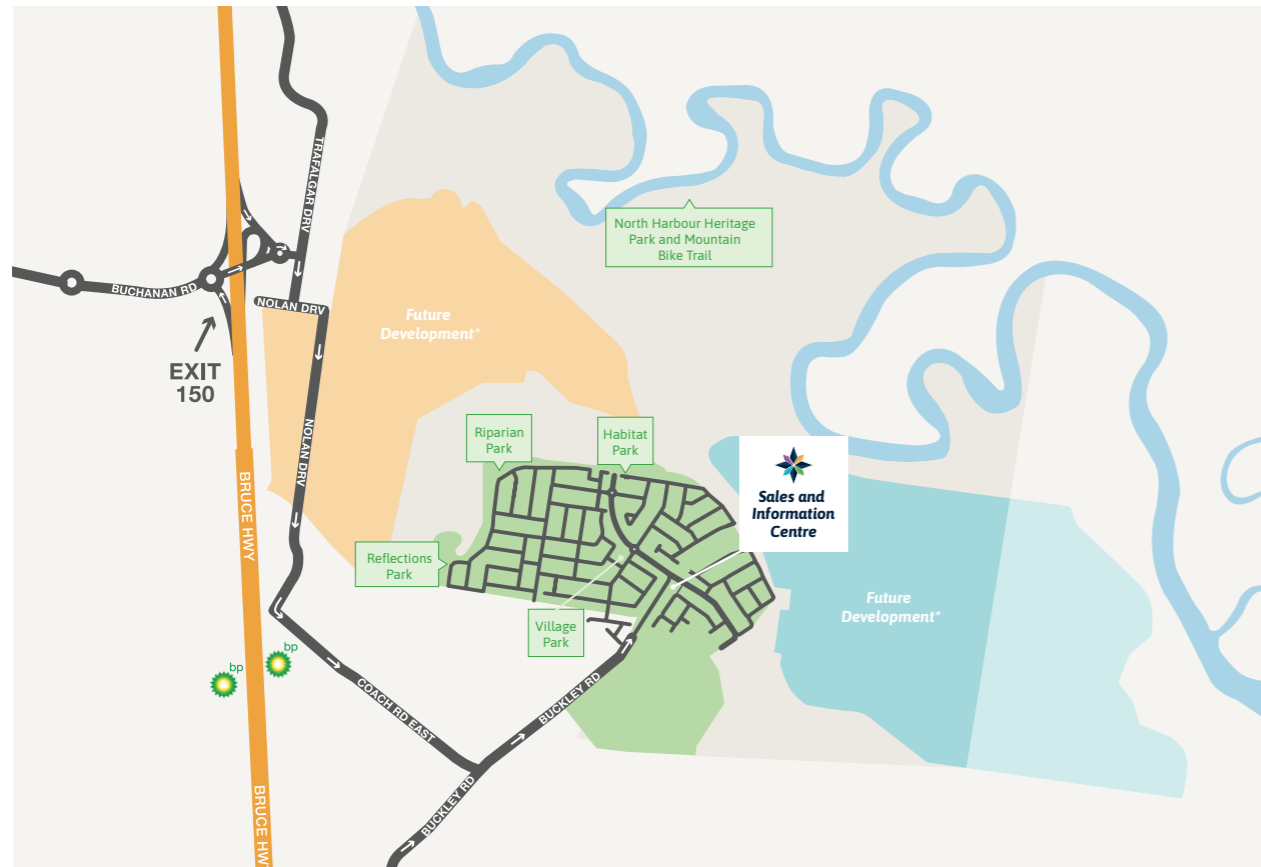 TRAFALGAR DRV
North Harbour Heritage
Park and Mountain
Bike Trail
BUCHANAN RD
NOLAN DRV
Future
Development*
EXIT
150
NOLAN DRV
Riparian
Park
Habitat
Park
Sales and
Information
Centre
BRUCE HWY
Reflections
Park
Future
Development*
Village
Park
bp
bp
COACH RD EAST
BUCKLEY RD
BUCKLEY RD
BRUCE HW